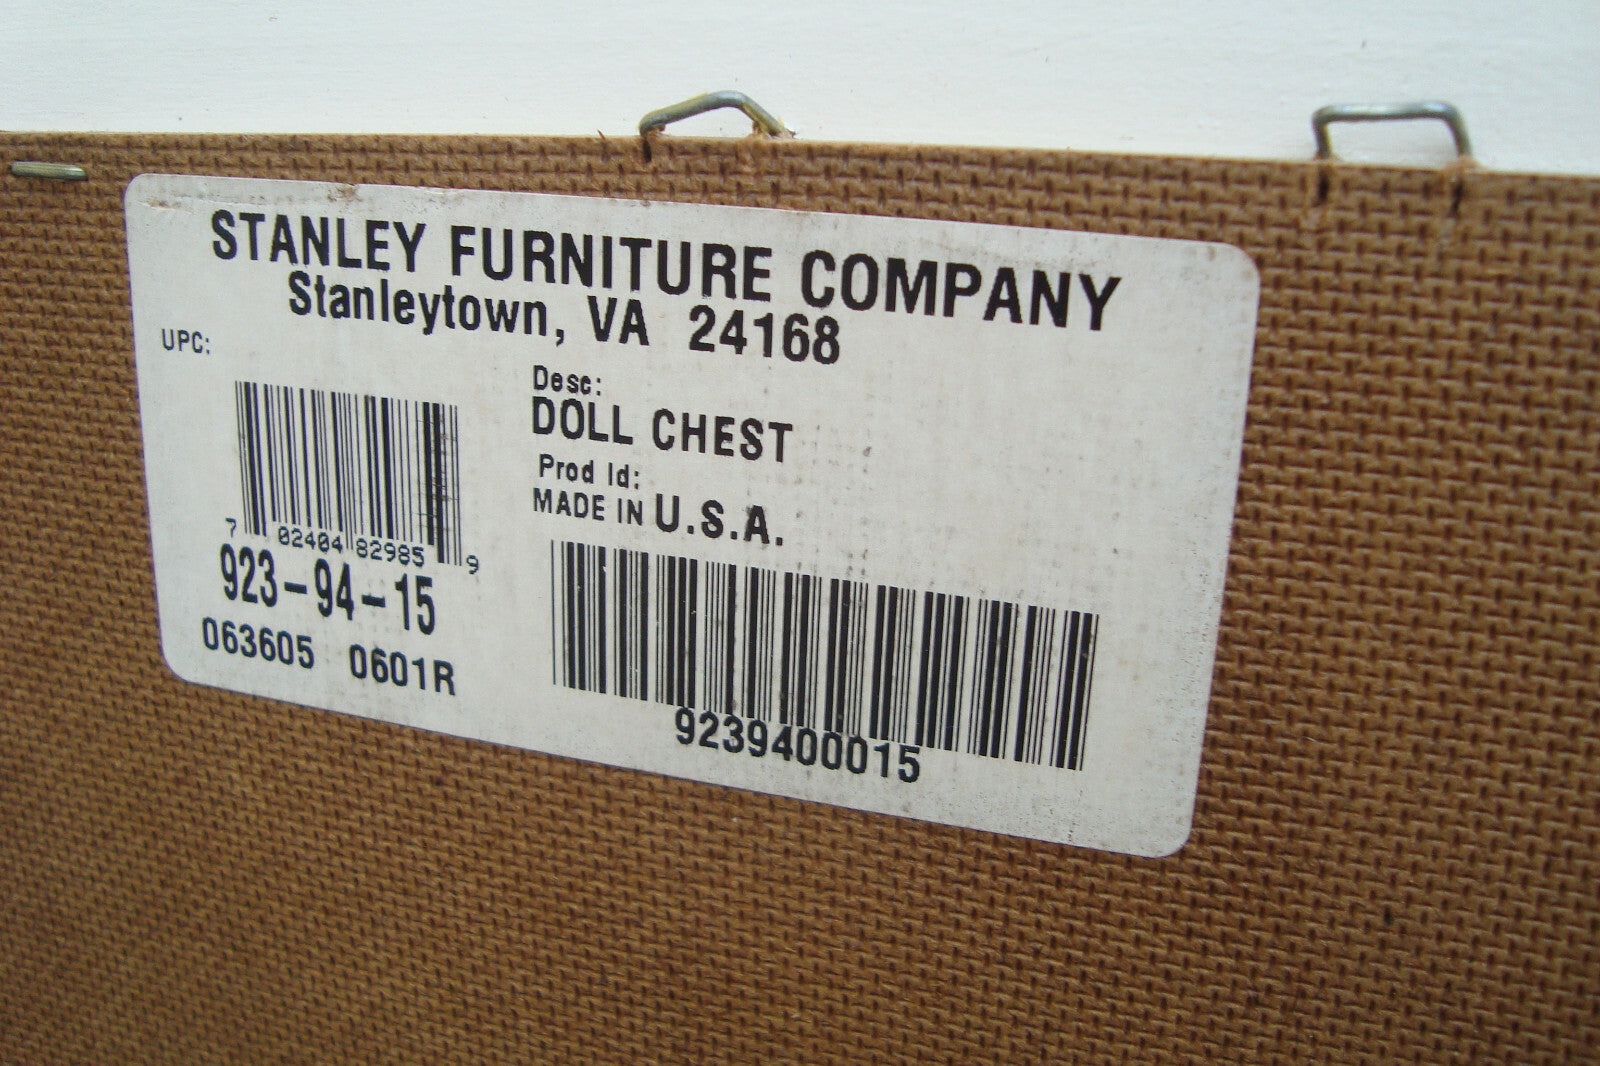 STANLEY FURNITURE COMPANY
Stanleytown, VA 24168
UPC:
7 02404 82985 9
923-94-15
063605 0601R
Desc:
DOLL CHEST
Prod Id:
MADE IN U.S.A.
9239400015